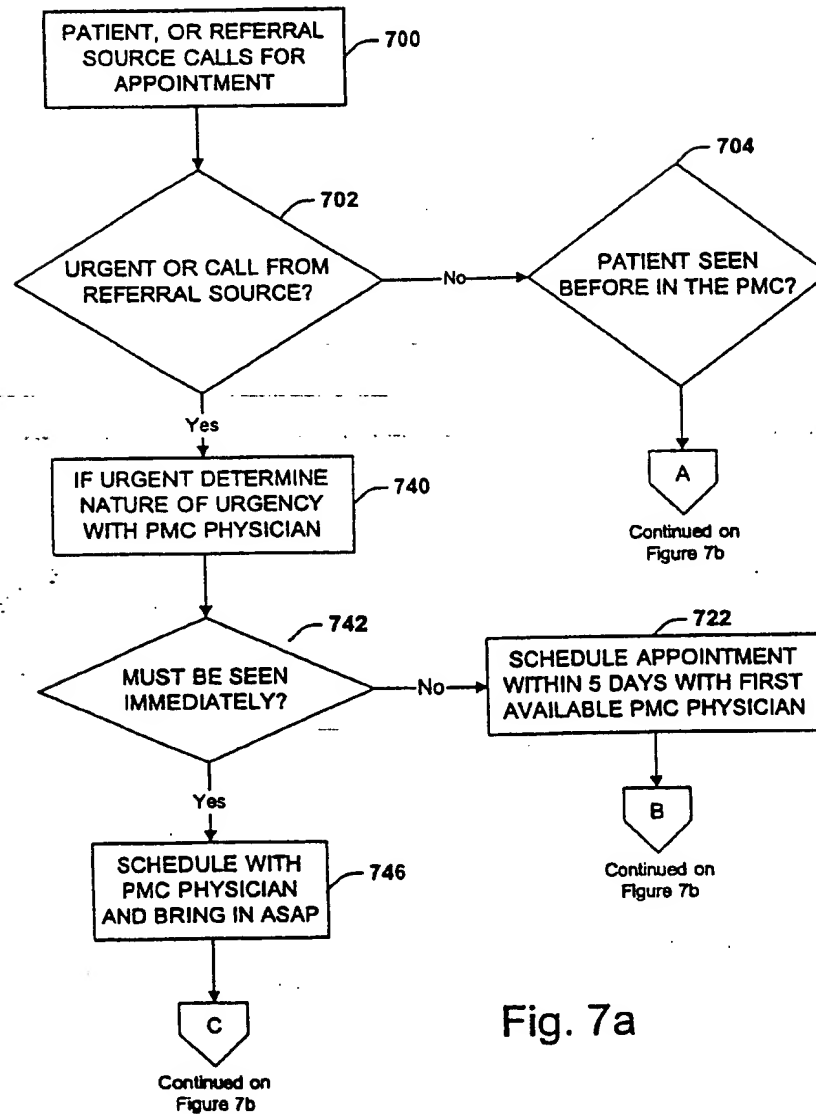 PATIENT, OR REFERRAL
SOURCE CALLS FOR
APPOINTMENT
700
702
URGENT OR CALL FROM
REFERRAL SOURCE?
No
704
PATIENT SEEN
BEFORE IN THE PMC?
Yes
IF URGENT DETERMINE
NATURE OF URGENCY
WITH PMC PHYSICIAN
740
A
Continued on
Figure 7b
742
MUST BE SEEN
IMMEDIATELY?
No
722
SCHEDULE APPOINTMENT
WITHIN 5 DAYS WITH FIRST
AVAILABLE PMC PHYSICIAN
Yes
B
Continued on
Figure 7b
SCHEDULE WITH
PMC PHYSICIAN
AND BRING IN ASAP
746
C
Continued on
Figure 7b
Fig. 7a